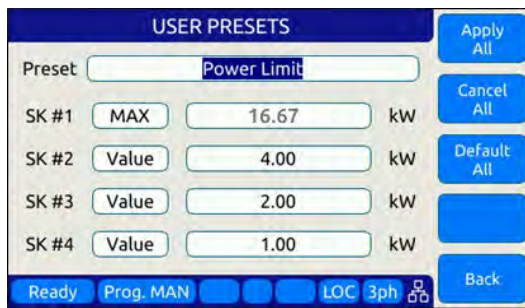 USER PRESETS
Preset Power Limit
SK #1 MAX 16.67 kW
SK #2 Value 4.00 kW
SK #3 Value 2.00 kW
SK #4 Value 1.00 kW
Apply
All
Cancel
All
Default
All
Back
Ready Prog. MAN LOC 3ph